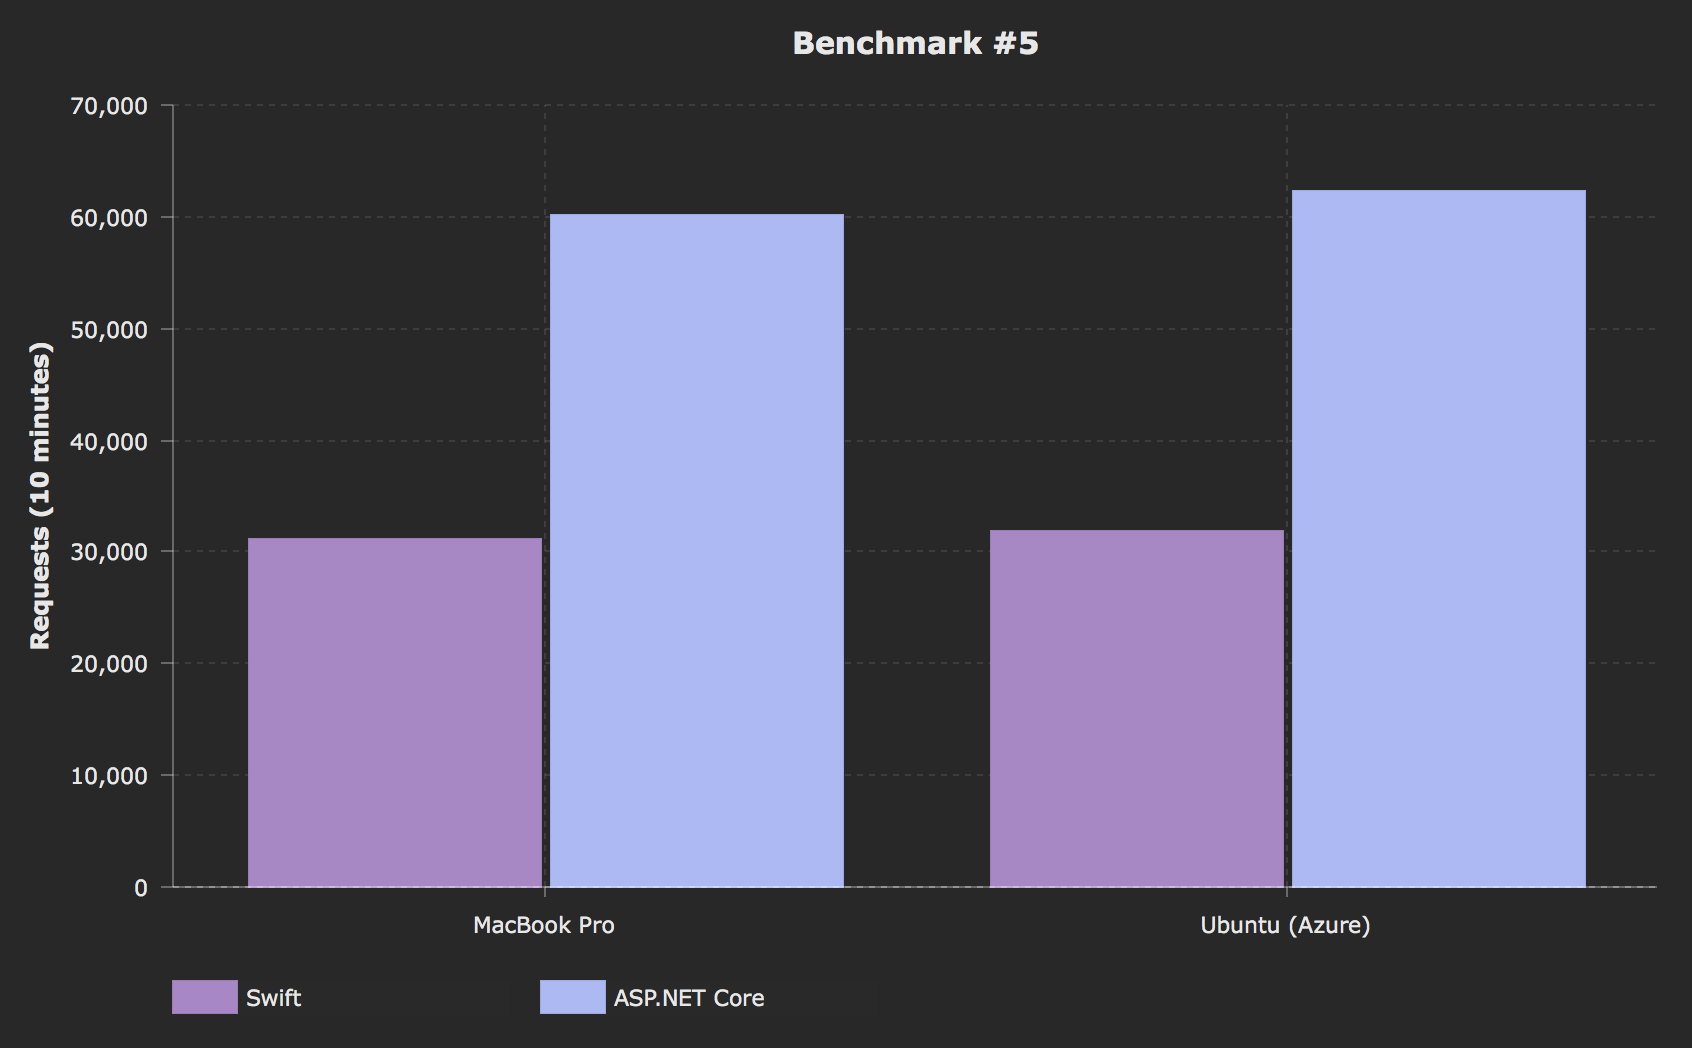 Benchmark #5
Requests (10 minutes)
70,000
60,000
50,000
40,000
30,000
20,000
10,000
0
MacBook Pro
Ubuntu (Azure)
Swift
ASP.NET Core